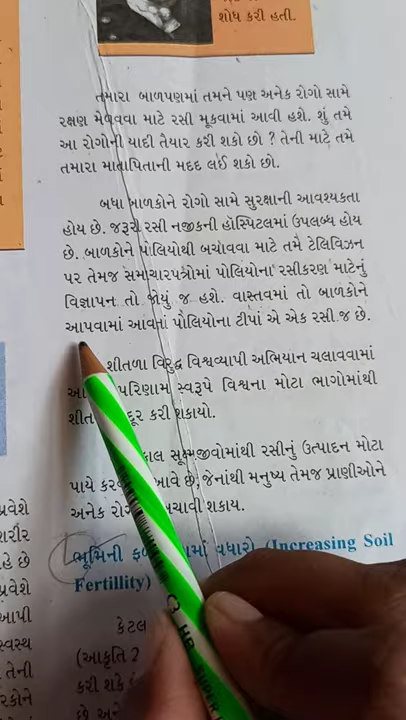 શોધ કરી હતી.
તમારા બાળપણમાં તમને પણ અનેક રોગો સામે
રક્ષણ મેળવવા માટે રસી મૂકવામાં આવી હશે. શું તમે
આ રોગોની યાદી તૈયાર કરી શકો છો ? તેની માટે તમે
તમારા માતાપિતાની મદદ લઈ શકો છો.
બધા બાળકોને રોગો સામે સુરક્ષાની આવશ્યકતા
હોય છે. જરૂરી રસી નજીકની હૉસ્પિટલમાં ઉપલબ્ધ હોય
છે. બાળકોને પોલિયોથી બચાવવા માટે તમે ટેલિવિઝન
પર તેમજ સમાચારપત્રોમાં પોલિયોના રસીકરણ માટેનું
વિજ્ઞાપન તો જોયું જ હશે. વાસ્તવમાં તો બાળકોને
આપવામાં આવતાં પોલિયોના ટીપાં એ એક રસી જ છે.
શીતળા વિરુદ્ધ વિશ્વવ્યાપી અભિયાન ચલાવવામાં
પરિણામ સ્વરૂપે વિશ્વના મોટા ભાગોમાંથી
દૂર કરી શકાયો.
સૂક્ષ્મજીવોમાંથી રસીનું ઉત્પાદન મોટા
પાયે આવે છે, જેનાથી મનુષ્ય તેમજ પ્રાણીઓને
અનેક બચાવી શકાય.
ભૂમિની વધારો (Increasing Soil
Fertillity)
(આકૃતિ 2
કરી શકે
છે અને
પ્રવેશે
શરીર
હે છે
પ્રવેશે
આપી
સ્વસ્થ
તેની